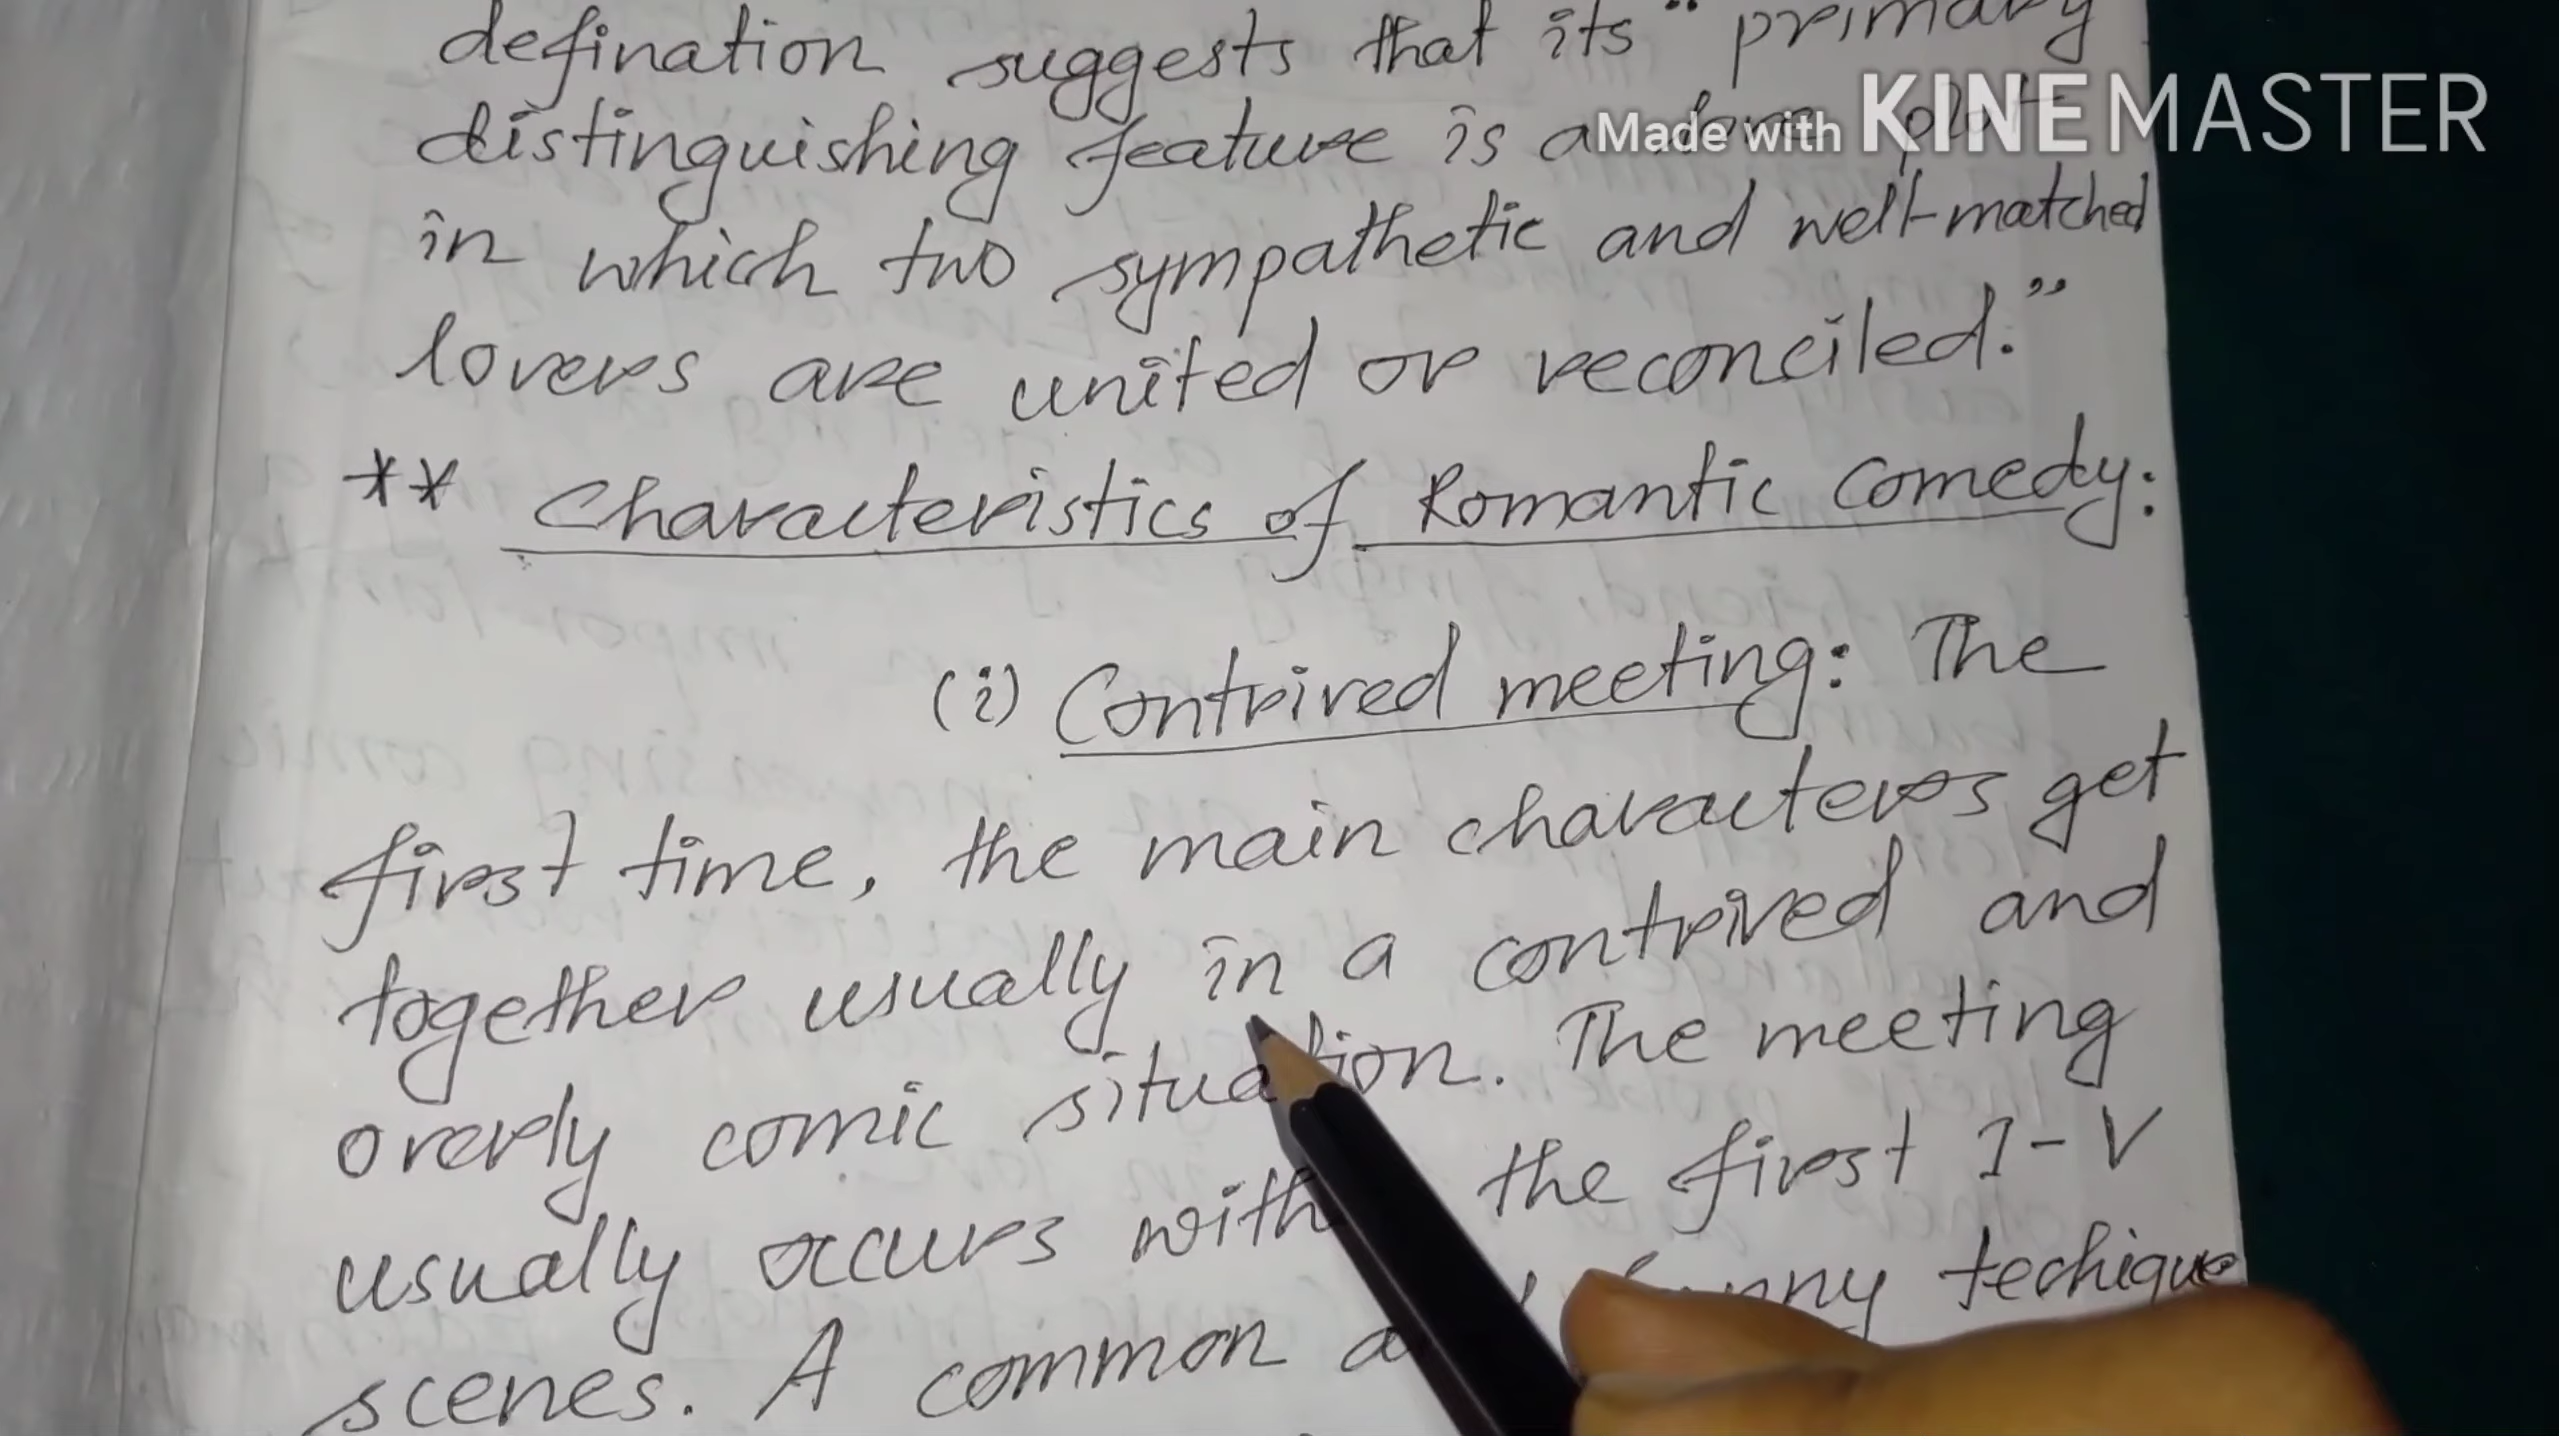 defination suggests that its "primary
Made with KINEMASTER
distinguishing feature is a love plot
in which two sympathetic and well-matched
lovers are united or reconciled."
** Characteristics of Romantic Comedy:
(i) Contrived meeting: The
first time, the main characters get
together usually in a contrived and
overly comic situation. The meeting
usually occurs with the first I-V
scenes. A common techique